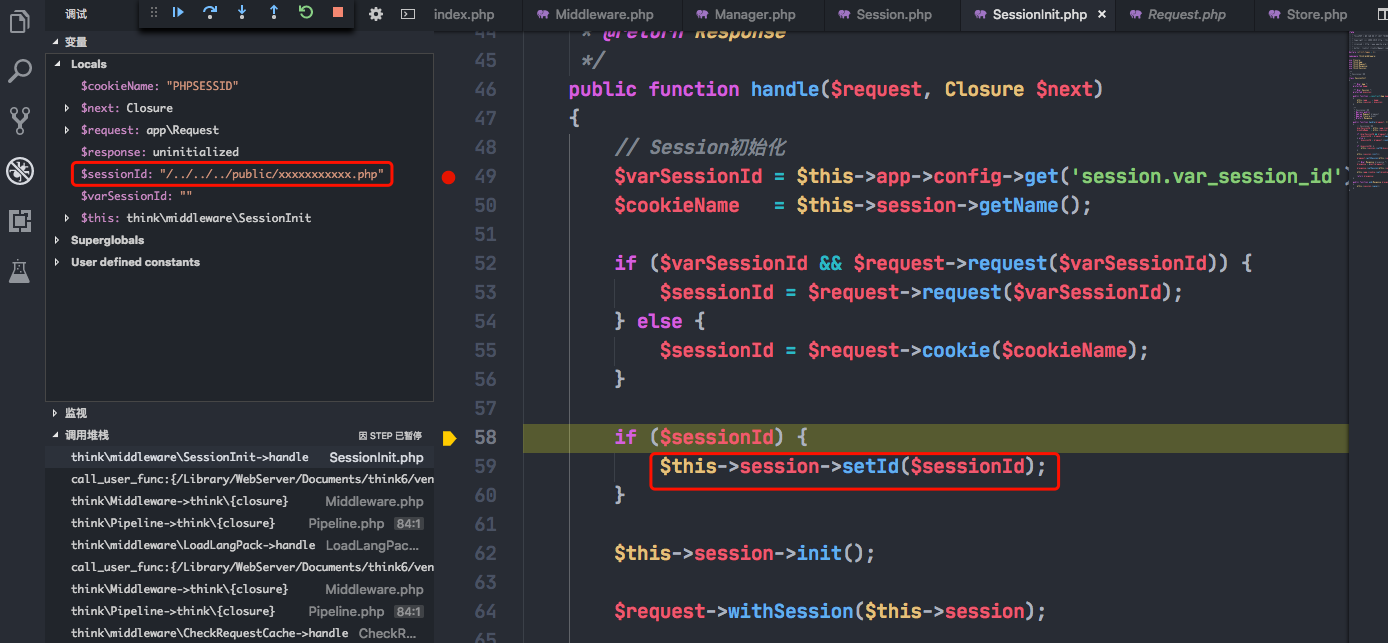 调试
index.php
Middleware.php
Manager.php
Session.php
SessionInit.php
Request.php
Store.php
变量
Locals
$cookieName: "PHPSESSID"
$next: Closure
$request: app\Request
$response: uninitialized
$sessionId: "/../../../public/xxxxxxxxxxx.php"
$varSessionId: ""
$this: think\middleware\SessionInit
Superglobals
User defined constants
监视
调用堆栈 因 STEP 已暂停
think\middleware\SessionInit->handle SessionInit.php
call_user_func:{/Library/WebServer/Documents/think6/ven
think\Middleware->think\{closure} Middleware.php
think\Pipeline->think\{closure} Pipeline.php 84:1
think\middleware\LoadLangPack->handle LoadLangPac...
call_user_func:{/Library/WebServer/Documents/think6/ven
think\Middleware->think\{closure} Middleware.php
think\Pipeline->think\{closure} Pipeline.php 84:1
think\middleware\CheckRequestCache->handle CheckR...
44 * @return Response
45 */
46 public function handle($request, Closure $next)
47 {
48 // Session初始化
49 $varSessionId = $this->app->config->get('session.var_session_id')
50 $cookieName = $this->session->getName();
51
52 if ($varSessionId && $request->request($varSessionId)) {
53 $sessionId = $request->request($varSessionId);
54 } else {
55 $sessionId = $request->cookie($cookieName);
56 }
57
58 if ($sessionId) {
59 $this->session->setId($sessionId);
60 }
61
62 $this->session->init();
63
64 $request->withSession($this->session);
65